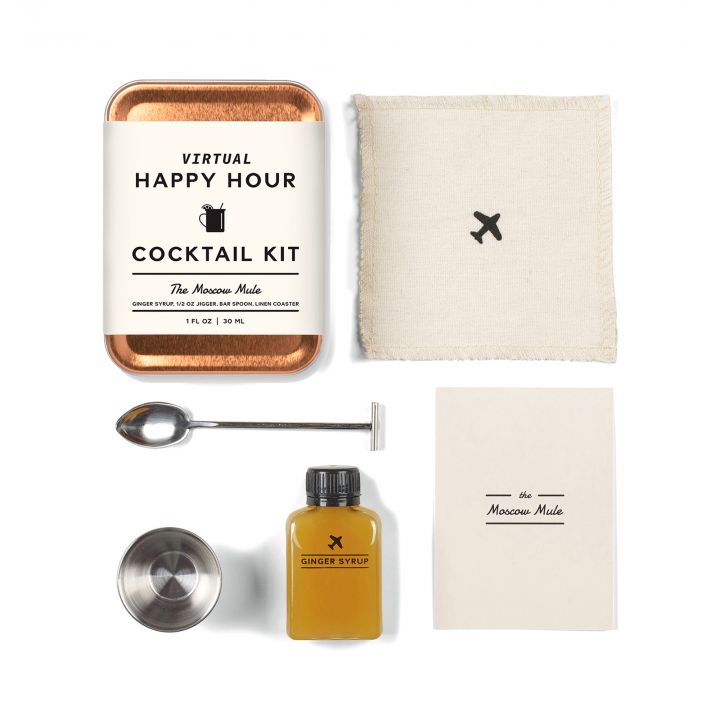 VIRTUAL
HAPPY HOUR
COCKTAIL KIT
The Moscow Mule
GINGER SYRUP, 1/2 OZ JIGGER, BAR SPOON, LINEN COASTER
1 FL OZ | 30 ML
GINGER SYRUP
the
Moscow Mule